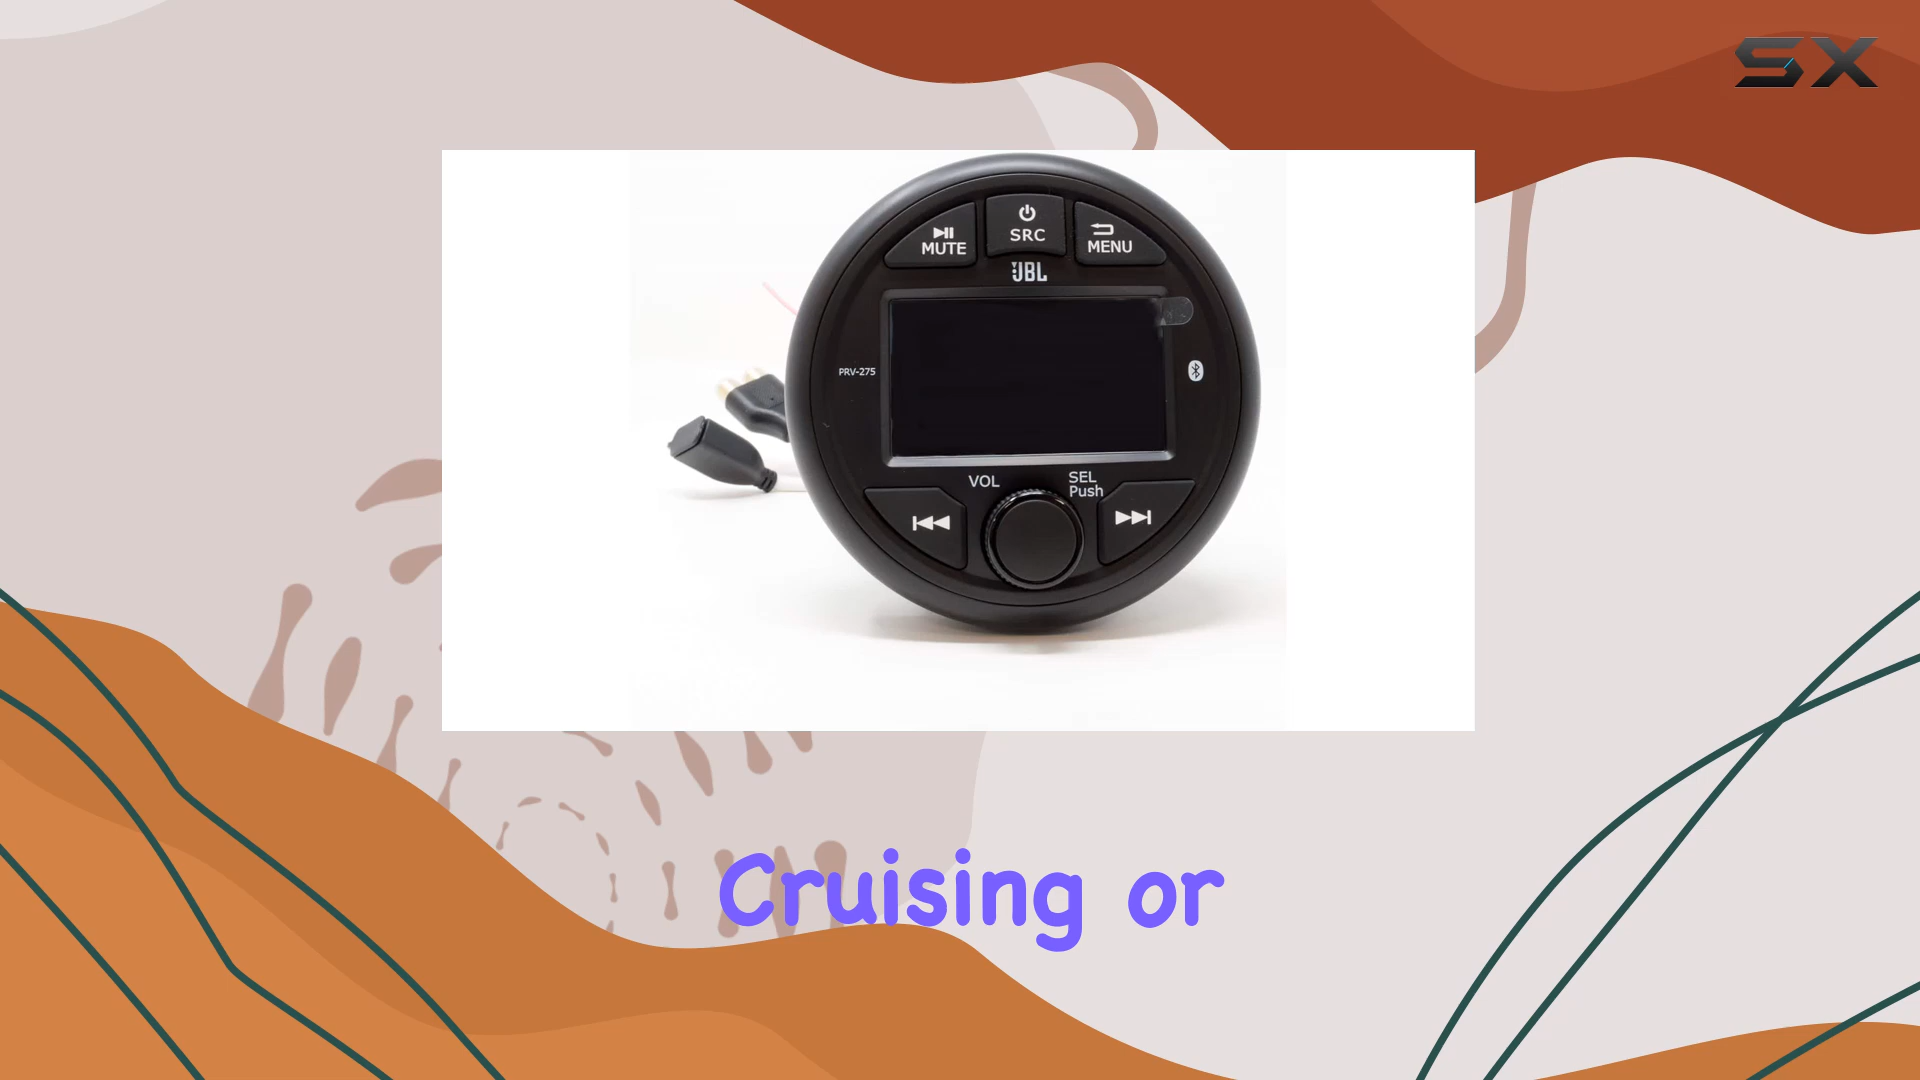 SX
MUTE
SRC
MENU
JBL
PRV-275
VOL
SEL
Push
Cruising or